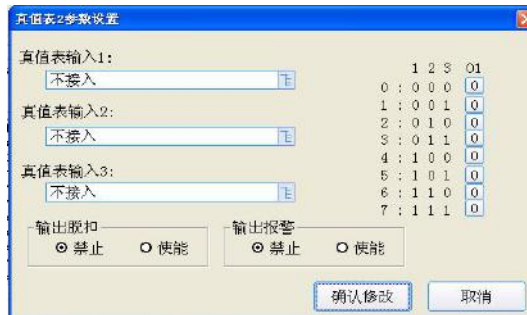 真值表2参数设置
真值表输入1:
不接入
真值表输入2:
不接入
真值表输入3:
不接入
1 2 3 O1
0 : 0 0 0 0
1 : 0 0 1 0
2 : 0 1 0 0
3 : 0 1 1 0
4 : 1 0 0 0
5 : 1 0 1 0
6 : 1 1 0 0
7 : 1 1 1 0
输出脱扣
禁止 使能
输出报警
禁止 使能
确认修改 取消